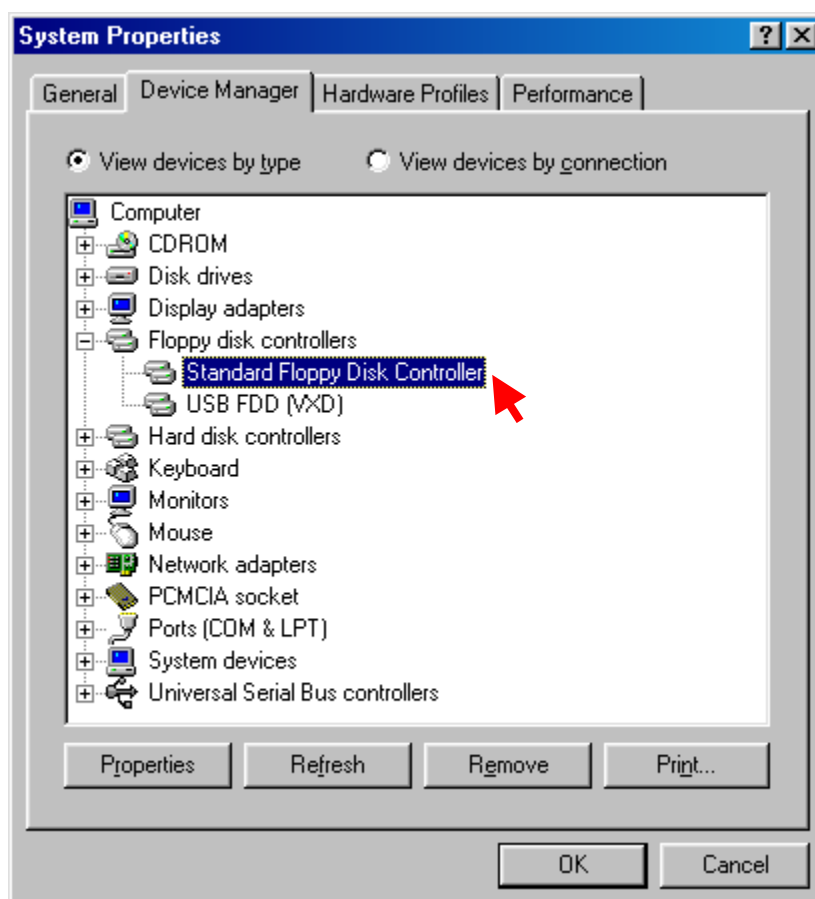 System Properties
General Device Manager Hardware Profiles Performance
View devices by type View devices by connection
Computer
CDROM
Disk drives
Display adapters
Floppy disk controllers
Standard Floppy Disk Controller
USB FDD (VXD)
Hard disk controllers
Keyboard
Monitors
Mouse
Network adapters
PCMCIA socket
Ports (COM & LPT)
System devices
Universal Serial Bus controllers
Properties Refresh Remove Print...
OK Cancel